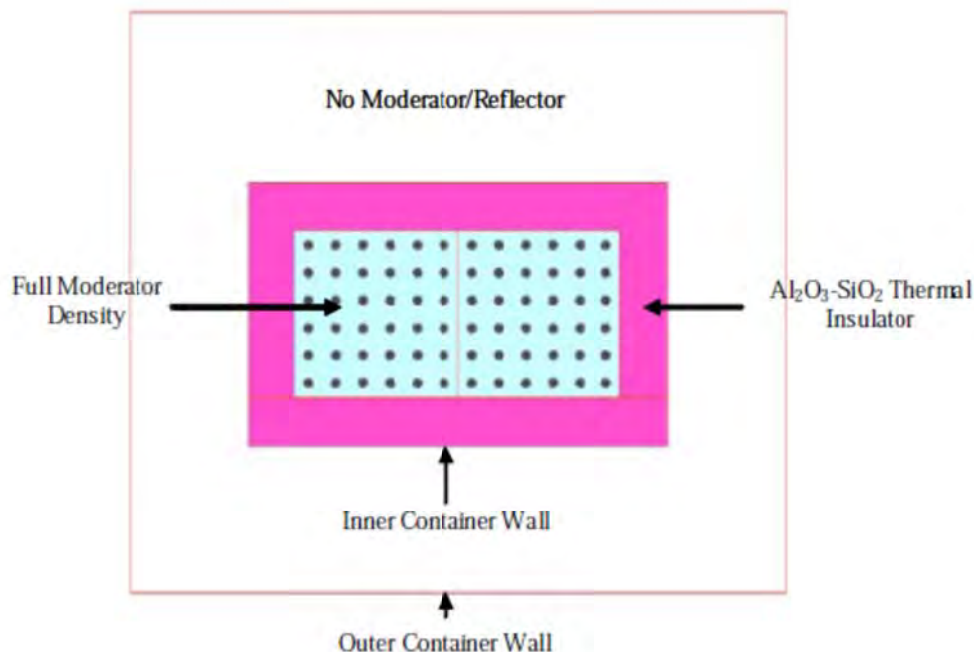 No Moderator/Reflector
Full Moderator
Density
Al₂O₃-SiO₂ Thermal
Insulator
Inner Container Wall
Outer Container Wall